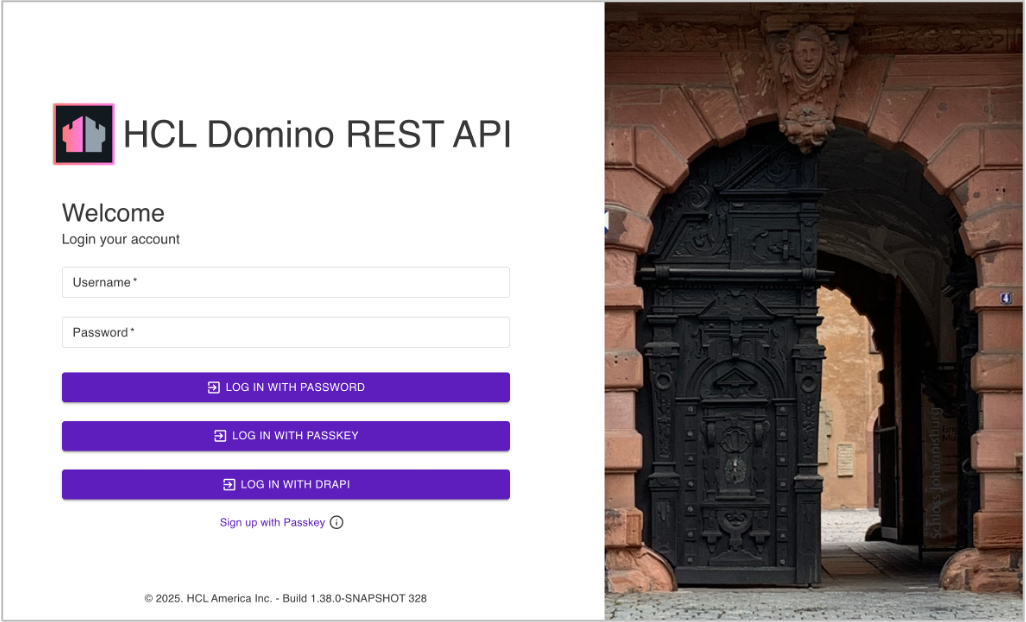 HCL Domino REST API
Welcome
Login your account
Username *
Password *
LOG IN WITH PASSWORD
LOG IN WITH PASSKEY
LOG IN WITH DRAPI
Sign up with Passkey
© 2025. HCL America Inc. - Build 1.38.0-SNAPSHOT 328
4
Schloss Johannisburg